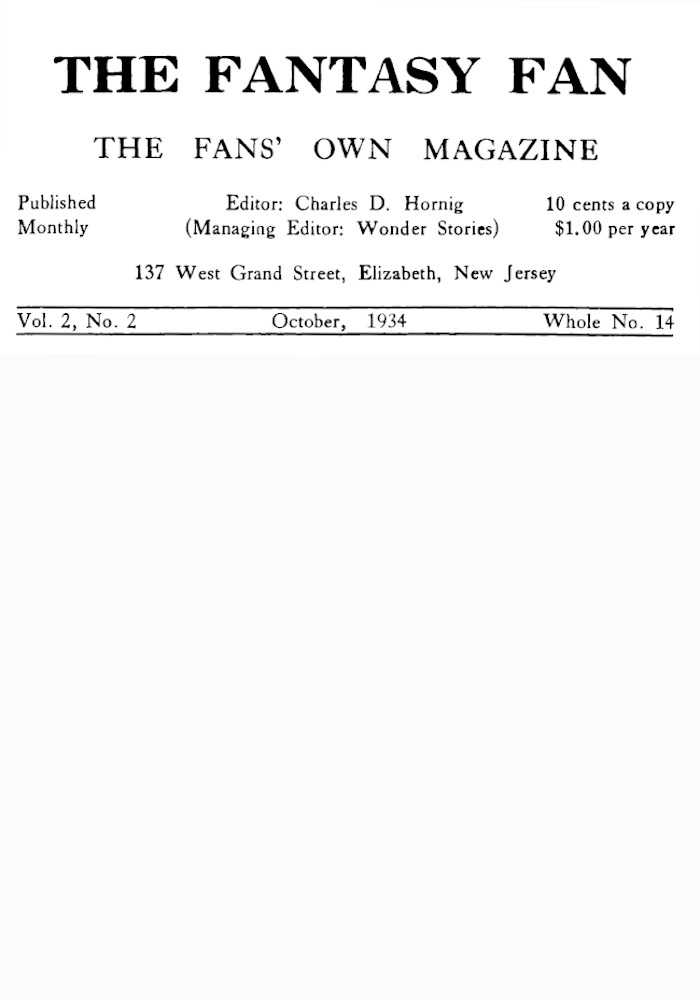 THE FANTASY FAN
THE FANS' OWN MAGAZINE
Published Editor: Charles D. Hornig 10 cents a copy
Monthly (Managing Editor: Wonder Stories) $1.00 per year
137 West Grand Street, Elizabeth, New Jersey
Vol. 2, No. 2 October, 1934 Whole No. 14